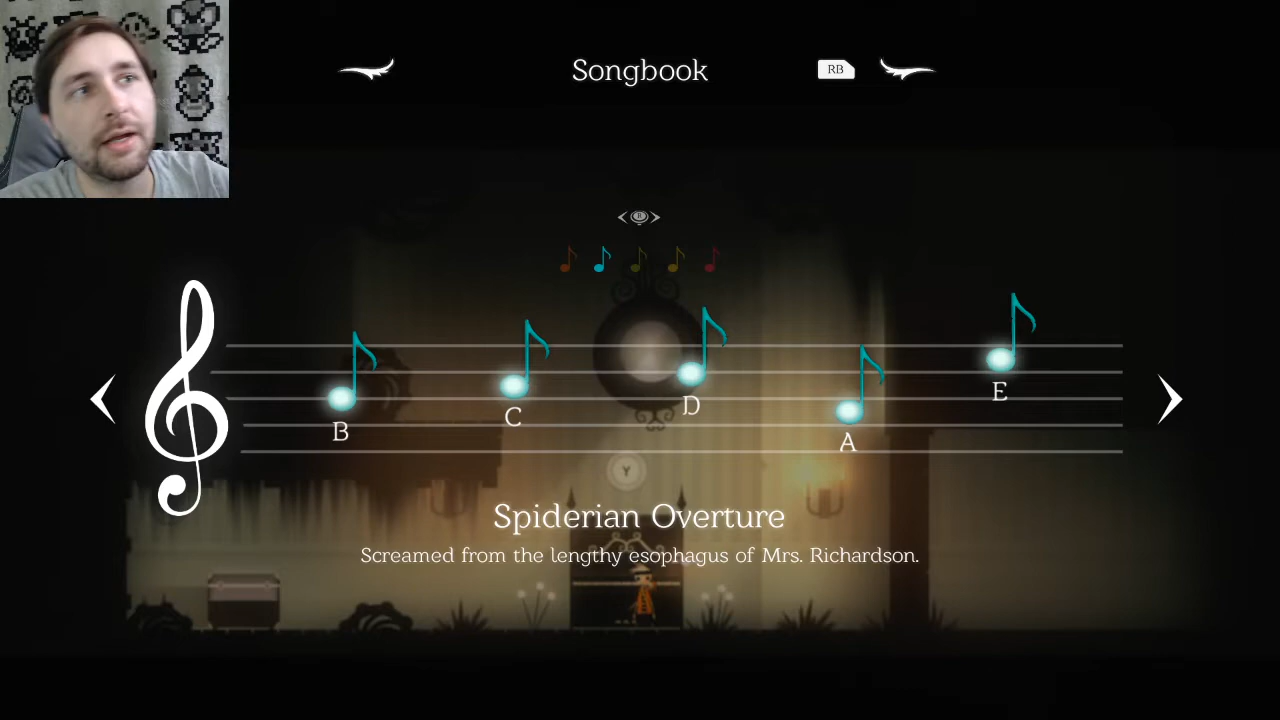 Songbook
RB
B
C
D
A
E
Y
Spiderian Overture
Screamed from the lengthy esophagus of Mrs. Richardson.